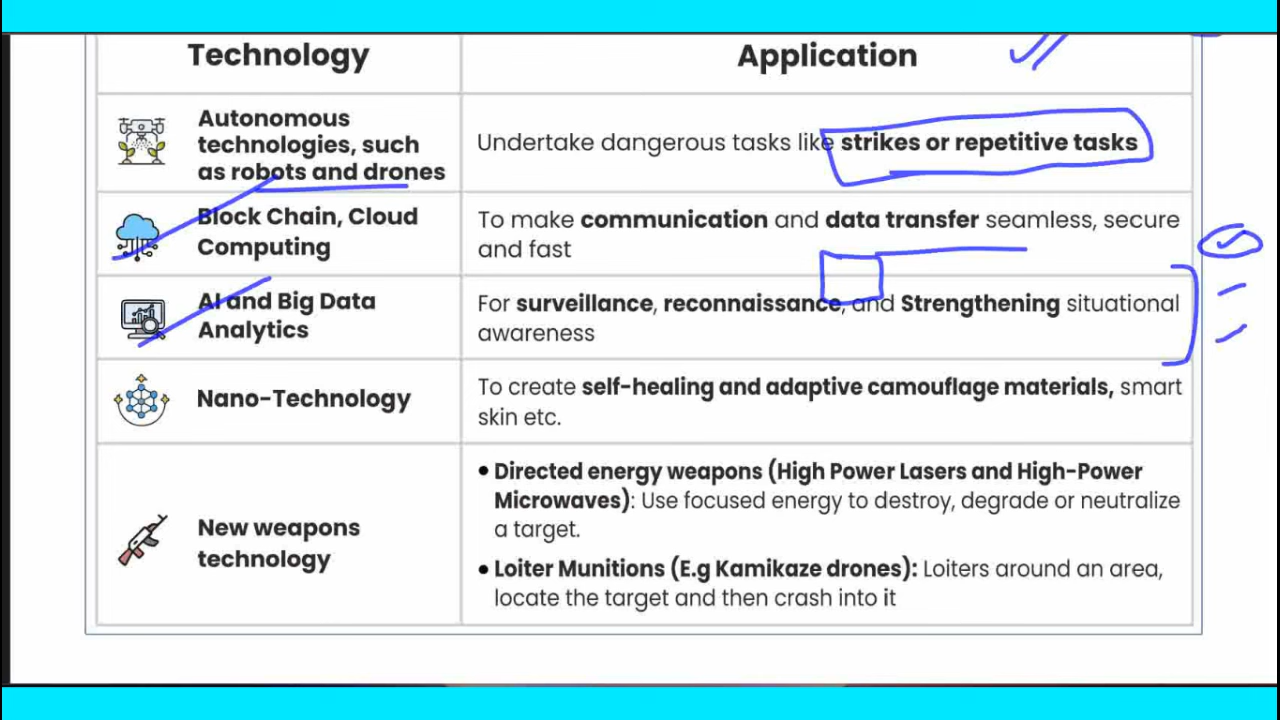 Technology
Application
Autonomous
technologies, such
as robots and drones
Undertake dangerous tasks like strikes or repetitive tasks
Block Chain, Cloud
Computing
To make communication and data transfer seamless, secure
and fast
AI and Big Data
Analytics
For surveillance, reconnaissance, and Strengthening situational
awareness
Nano-Technology
To create self-healing and adaptive camouflage materials, smart
skin etc.
New weapons
technology
• Directed energy weapons (High Power Lasers and High-Power
Microwaves): Use focused energy to destroy, degrade or neutralize
a target.
• Loiter Munitions (E.g Kamikaze drones): Loiters around an area,
locate the target and then crash into it